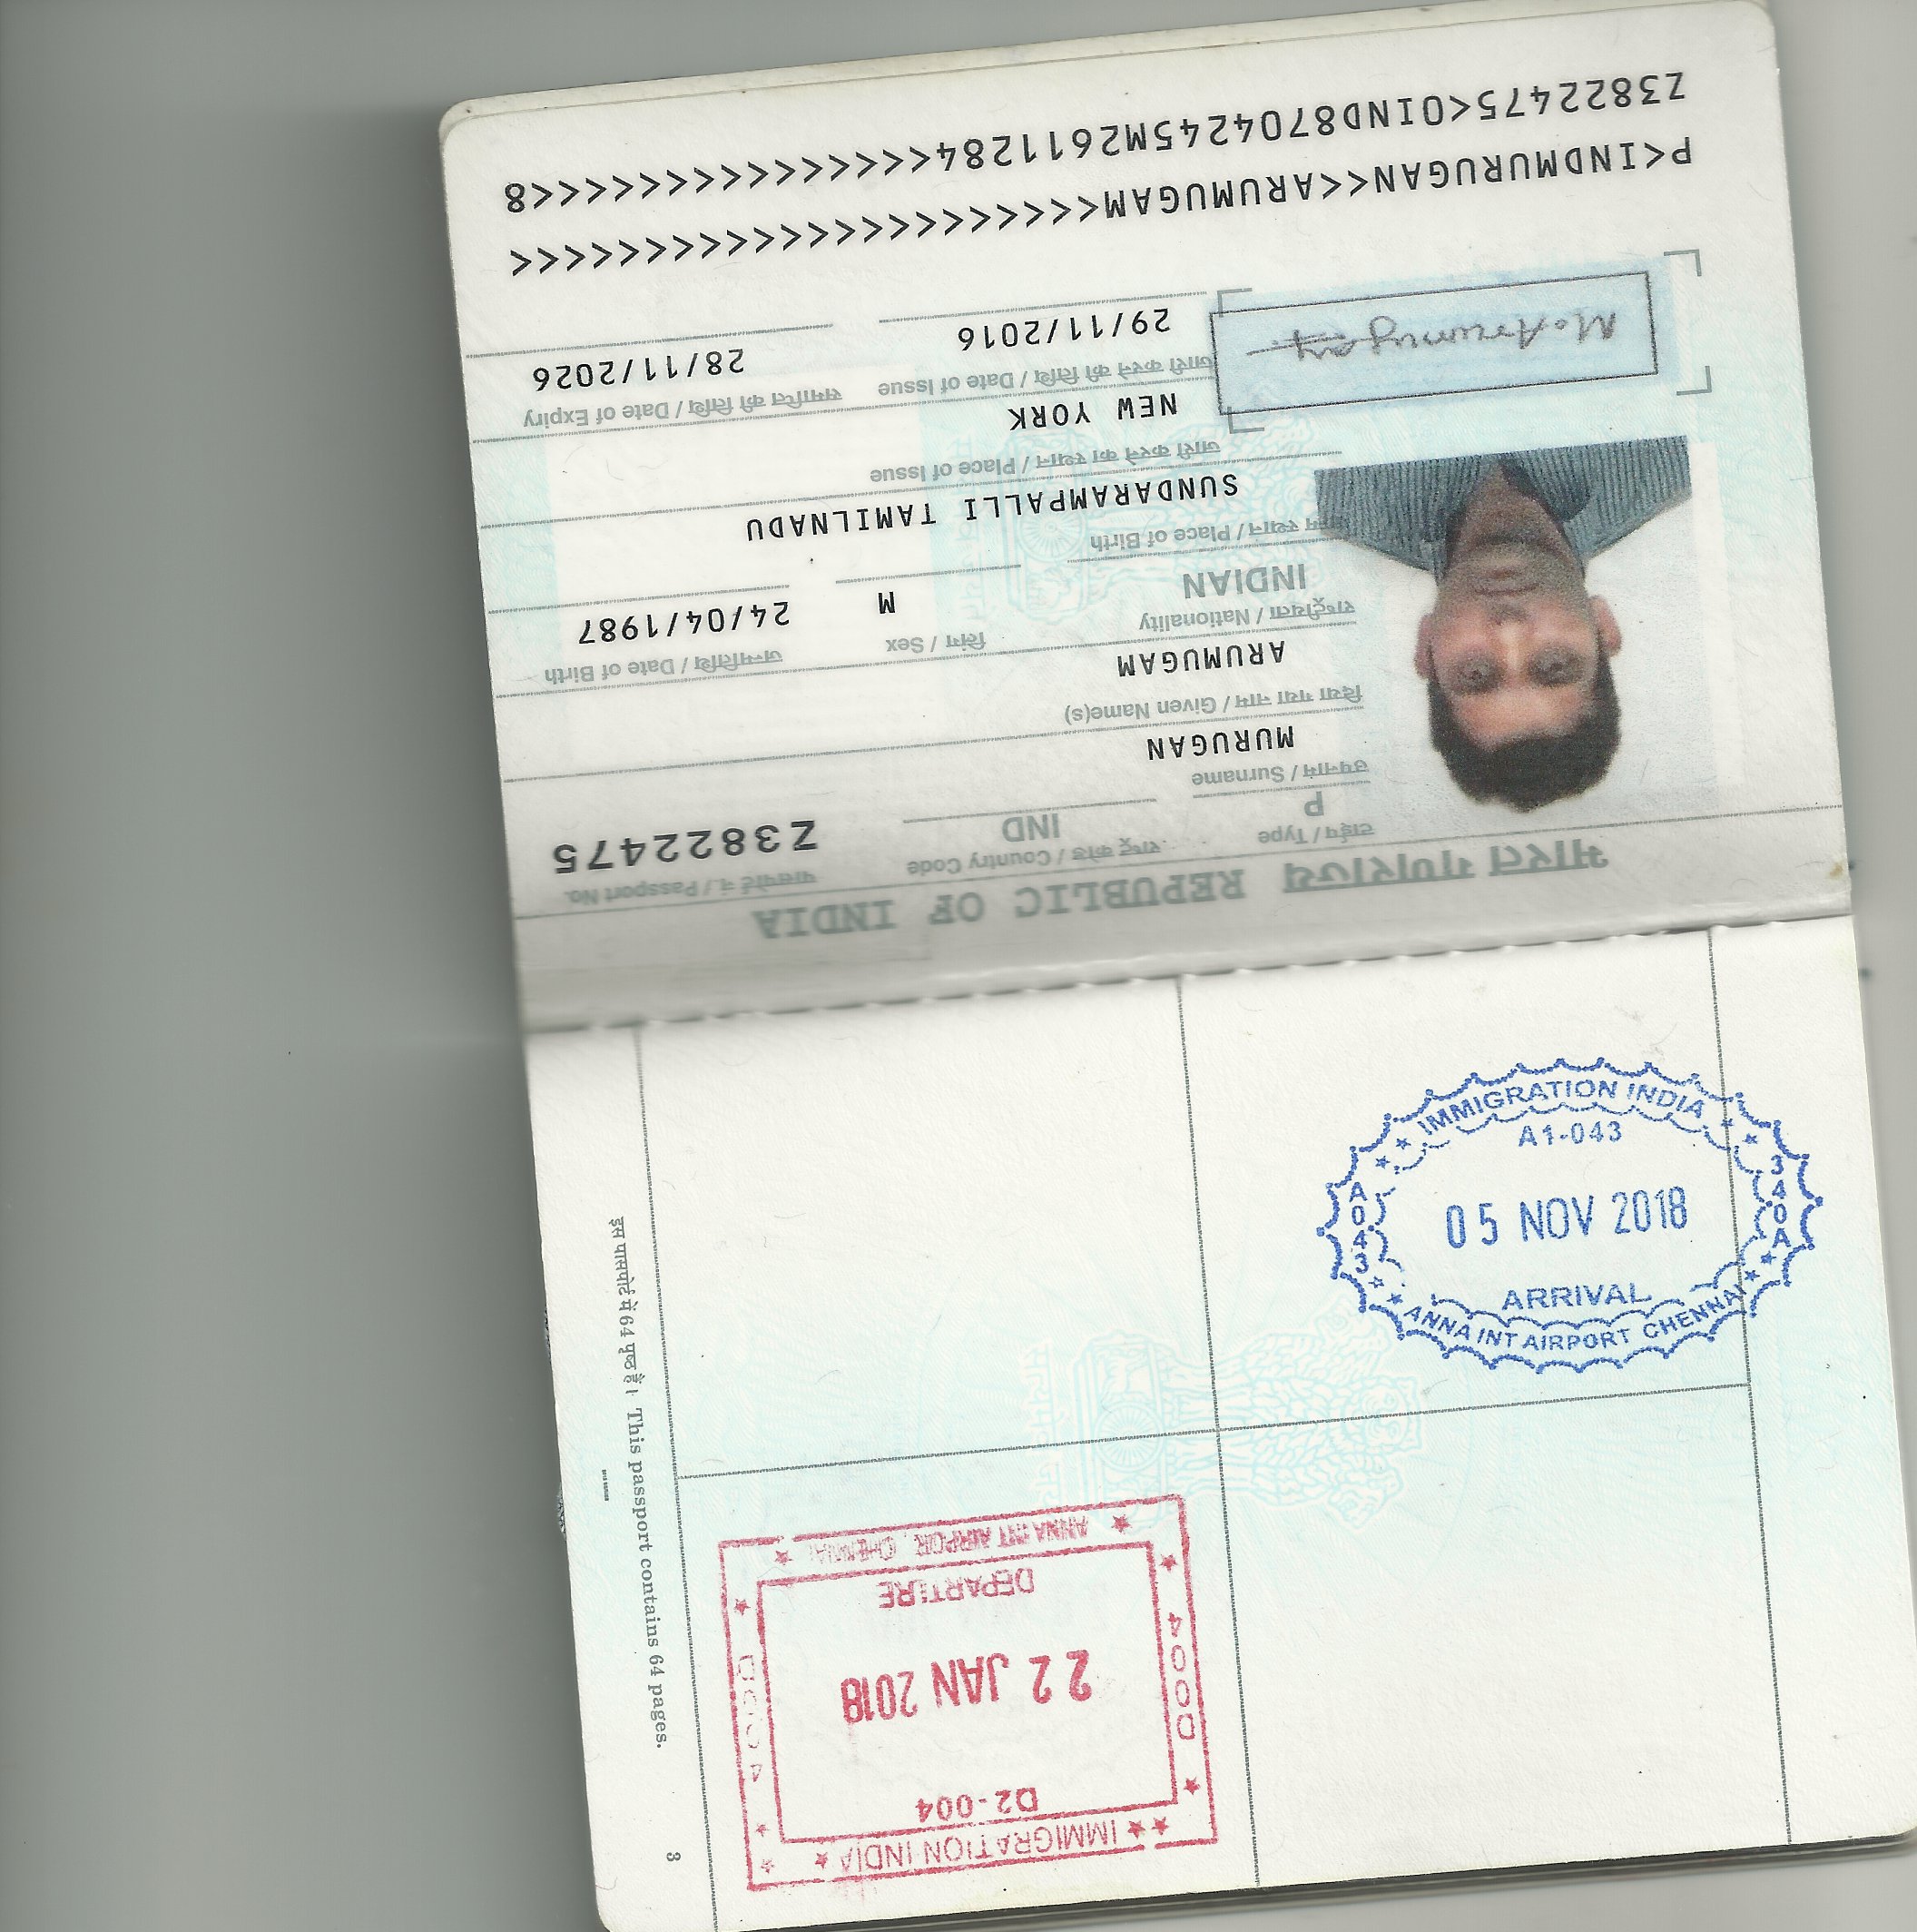 IMMIGRATION INDIA
D2-004
D004
22 JAN 2018
DEPARTURE
ANNA INT AIRPOR, CHENNAI
3
इस पासपोर्ट में 64 पृष्ठ हैं। This passport contains 64 pages.
ANNA INT AIRPORT CHENNAI
ARRIVAL
A043
05 NOV 2018
A043
A1-043
IMMIGRATION INDIA
भारत गणराज्य REPUBLIC OF INDIA
टाईप / Type
राष्ट्र कोड / Country Code
पासपोर्ट नं. / Passport No.
P
IND
Z3822475
उपनाम / Surname
MURUGAN
दिया गया नाम / Given Name(s)
ARUMUGAM
राष्ट्रीयता / Nationality
लिंग / Sex
जन्मतिथि / Date of Birth
INDIAN
M
24/04/1987
स्थान / Place of Birth
SUNDARAMPALLI TAMILNADU
जारी करने का स्थान / Place of Issue
NEW YORK
जारी करने की तिथि / Date of Issue
समाप्ति की तिथि / Date of Expiry
29/11/2016
28/11/2026
M. Arumugam
P<INDMURUGAN<<ARUMUGAM<<<<<<<<<<<<<<<<<<<<<<
Z3822475<0IND8704245M2611284<<<<<<<<<<<<<<<8